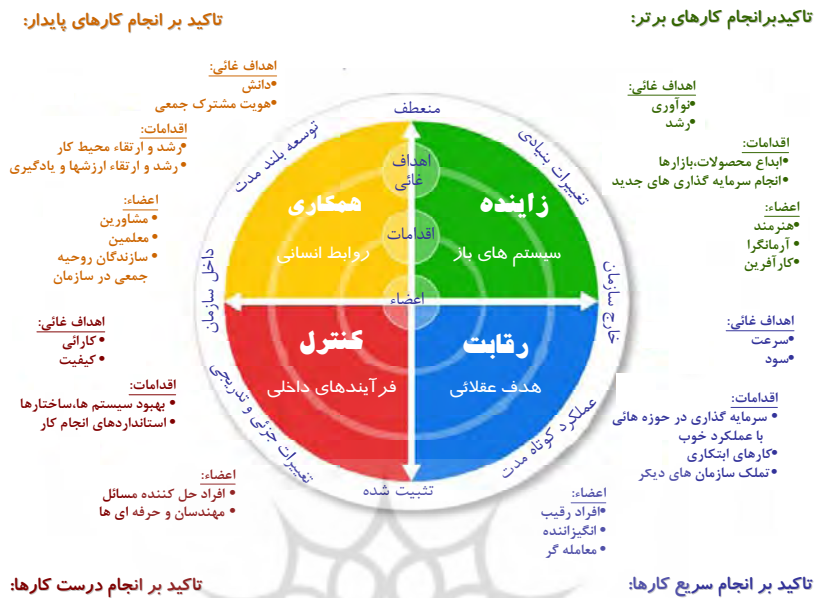 تاکیدبرانجام کارهای برتر:
اهداف غائی:
•نوآوری
•رشد
اقدامات:
•ابداع محصولات،بازارها
•انجام سرمایه گذاری های جدید
اعضاء:
•هنرمند
• آرمانگرا
•کارآفرین
تاکید بر انجام کارهای پایدار:
اهداف غائی:
•دانش
•هویت مشترک جمعی
اقدامات:
•رشد و ارتقاء محیط کار
•رشد و ارتقاء ارزشها و یادگیری
اعضاء:
• مشاورین
• معلمین
• سازندگان روحیه
جمعی در سازمان
منعطف
تغییرات بنیادی
توسعه بلند مدت
اهداف
غائی
زاینده
همکاری
اقدامات
سیستم های باز
روابط انسانی
خارج سازمان
داخل سازمان
اعضاء
رقابت
کنترل
هدف عقلائی
فرآیندهای داخلی
عملکرد کوتاه مدت
تغییرات جزئی و تدریجی
تثبیت شده
اهداف غائی:
•سرعت
•سود
اقدامات:
• سرمایه گذاری در حوزه هائی
با عملکرد خوب
•کارهای ابتکاری
• تملک سازمان های دیکر
اعضاء:
•افراد رقیب
• انگیزاننده
• معامله گر
تاکید بر انجام سریع کارها:
اهداف غائی:
• کارائی
• کیفیت
اقدامات:
• بهبود سیستم ها،ساختارها
•استانداردهای انجام کار
اعضاء:
• افراد حل کننده مسائل
• مهندسان و حرفه ای ها
تاکید بر انجام درست کارها: